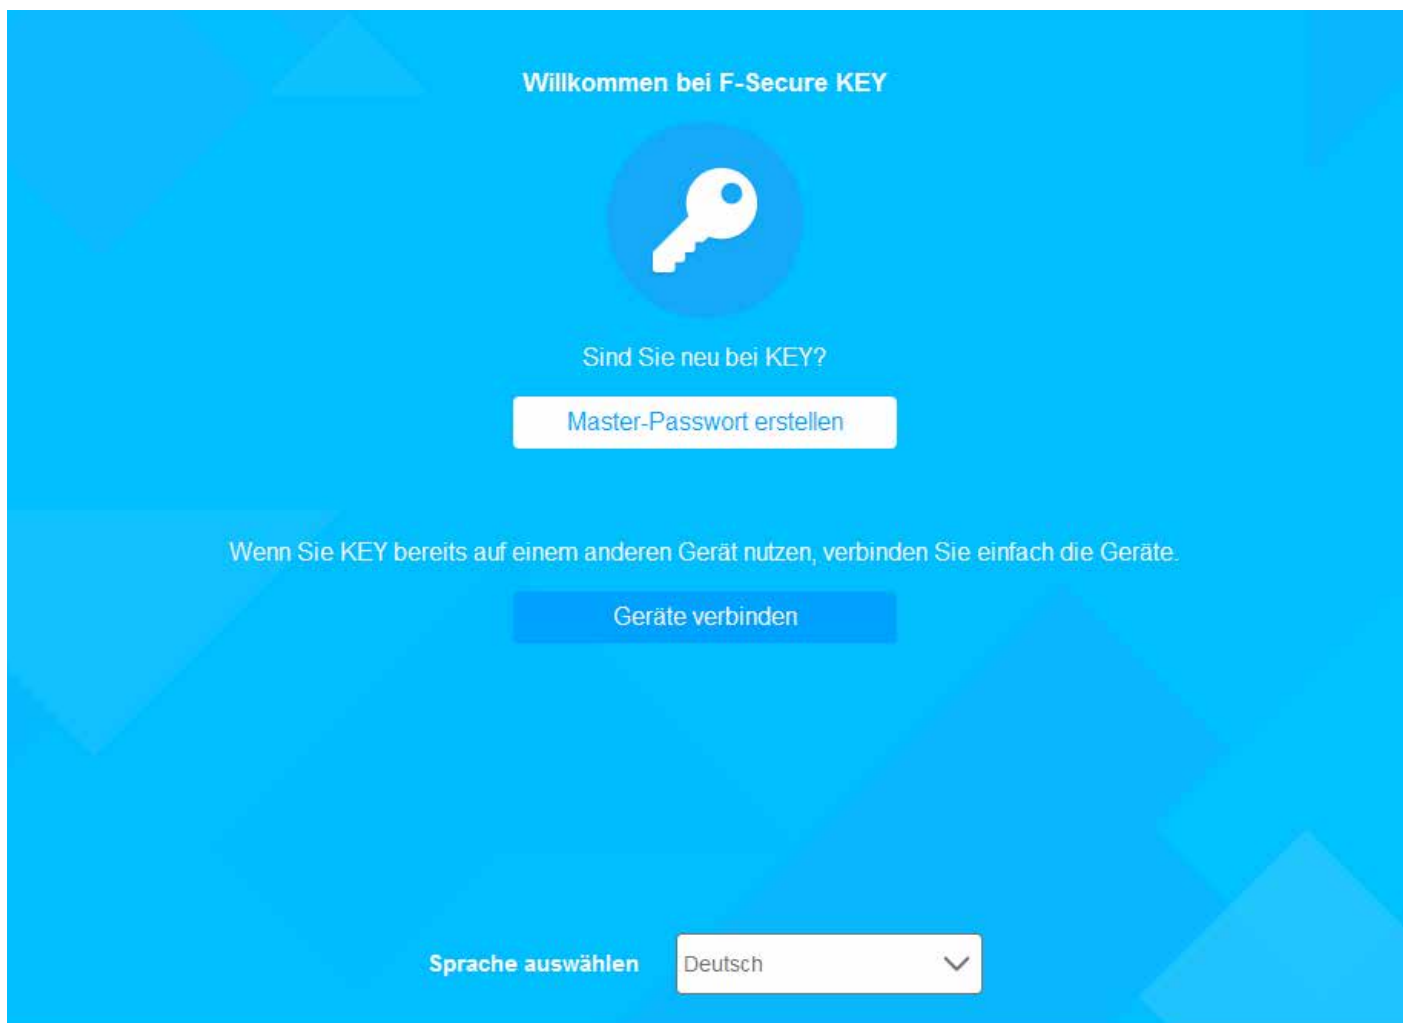 Willkommen bei F-Secure KEY
Sind Sie neu bei KEY?
Master-Passwort erstellen
Wenn Sie KEY bereits auf einem anderen Gerät nutzen, verbinden Sie einfach die Geräte.
Geräte verbinden
Sprache auswählen Deutsch